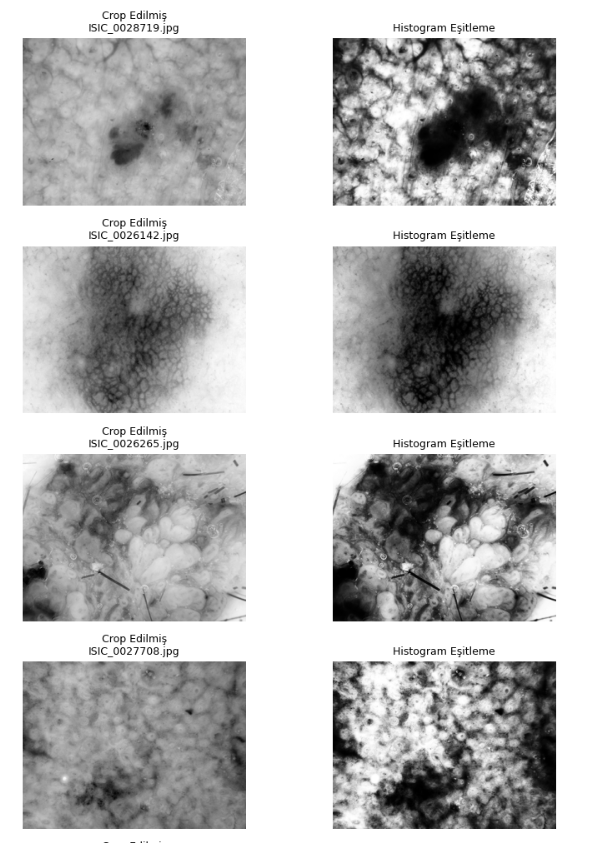 Crop Edilmiş
ISIC_0028719.jpg
Histogram Eşitleme
Crop Edilmiş
ISIC_0026142.jpg
Histogram Eşitleme
Crop Edilmiş
ISIC_0026265.jpg
Histogram Eşitleme
Crop Edilmiş
ISIC_0027708.jpg
Histogram Eşitleme